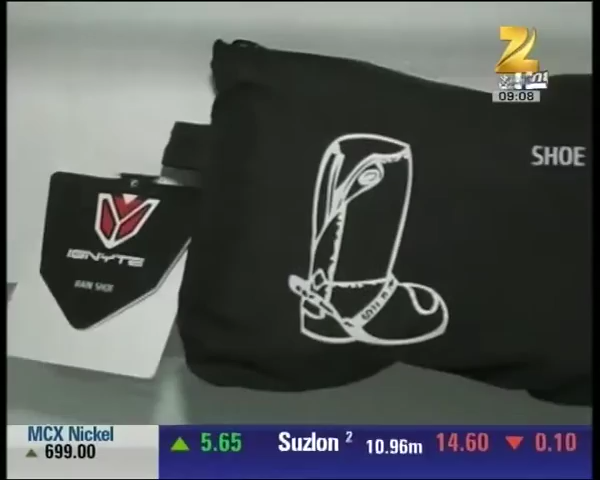 Z
09:08
SHOE
IGNYTE
RAIN SHOE
MCX Nickel
699.00
5.65 Suzlon 2 10.96m 14.60 0.10